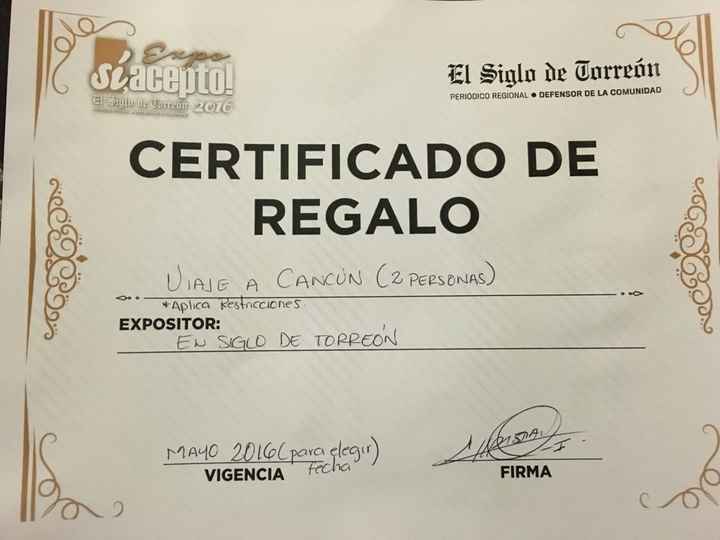 Expo
sí, acepto!
El Siglo de Torreón 2016
El Siglo de Torreón
PERIÓDICO REGIONAL ● DEFENSOR DE LA COMUNIDAD
CERTIFICADO DE
REGALO
VIAJE A CANCÚN (2 PERSONAS)
*Aplica Restricciones.
EXPOSITOR:
EL SIGLO DE TORREÓN
MAYO 2016 (para elegir)
fecha
VIGENCIA
FIRMA